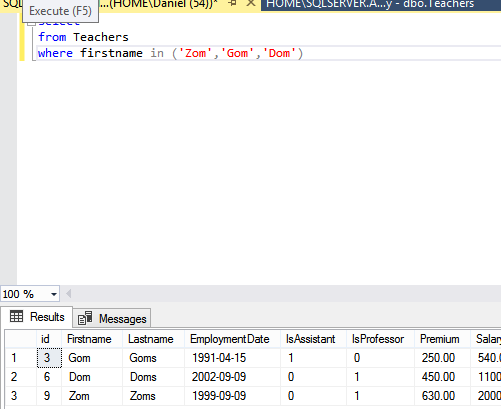 SQL ...(HOME\Daniel (54))* HOME\SQLSERVER.A...y - dbo.Teachers
Execute (F5)
from Teachers
where firstname in ('Zom','Gom','Dom')
100 %
Results Messages
id Firstname Lastname EmploymentDate IsAssistant IsProfessor Premium Salary
1 3 Gom Goms 1991-04-15 1 0 250.00 540.
2 6 Dom Doms 2002-09-09 0 1 450.00 1100
3 9 Zom Zoms 1999-09-09 0 1 630.00 2000